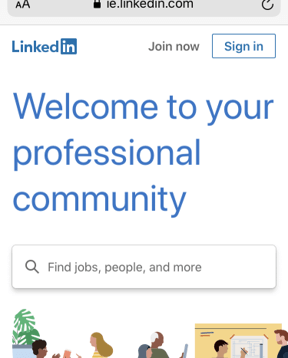 AA ie.linkedin.com
LinkedIn Join now Sign in
Welcome to your
professional
community
Find jobs, people, and more